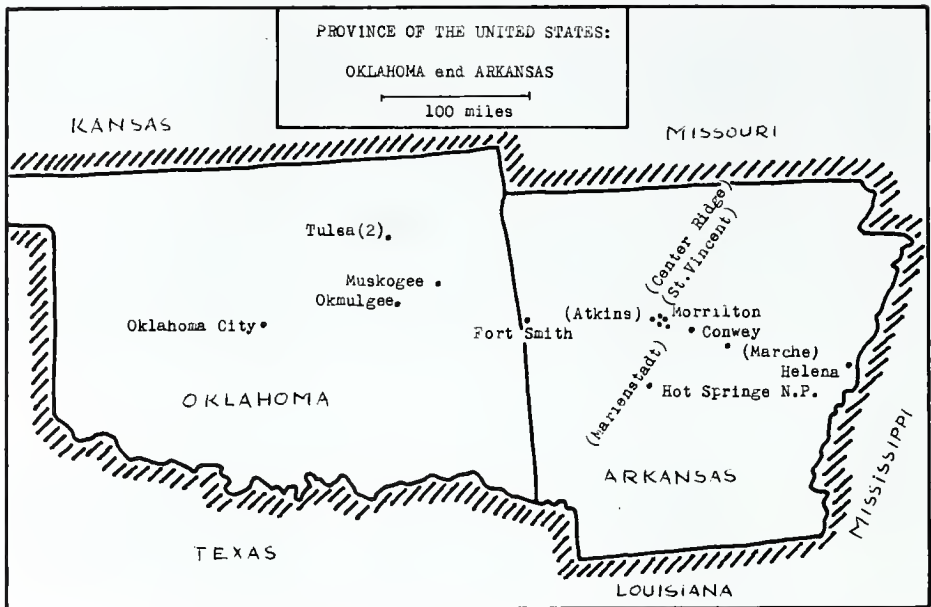 PROVINCE OF THE UNITED STATES:
OKLAHOMA and ARKANSAS
100 miles
KANSAS
MISSOURI
(Center Ridge)
(St.Vincent)
Tulsa(2)
Muskogee
Okmulgee
Oklahoma City
Fort Smith
(Atkins)
Morrilton
Conway
(Marche)
Helena
(Marienstadt)
Hot Springs N.P.
OKLAHOMA
ARKANSAS
MISSISSIPPI
TEXAS
LOUISIANA